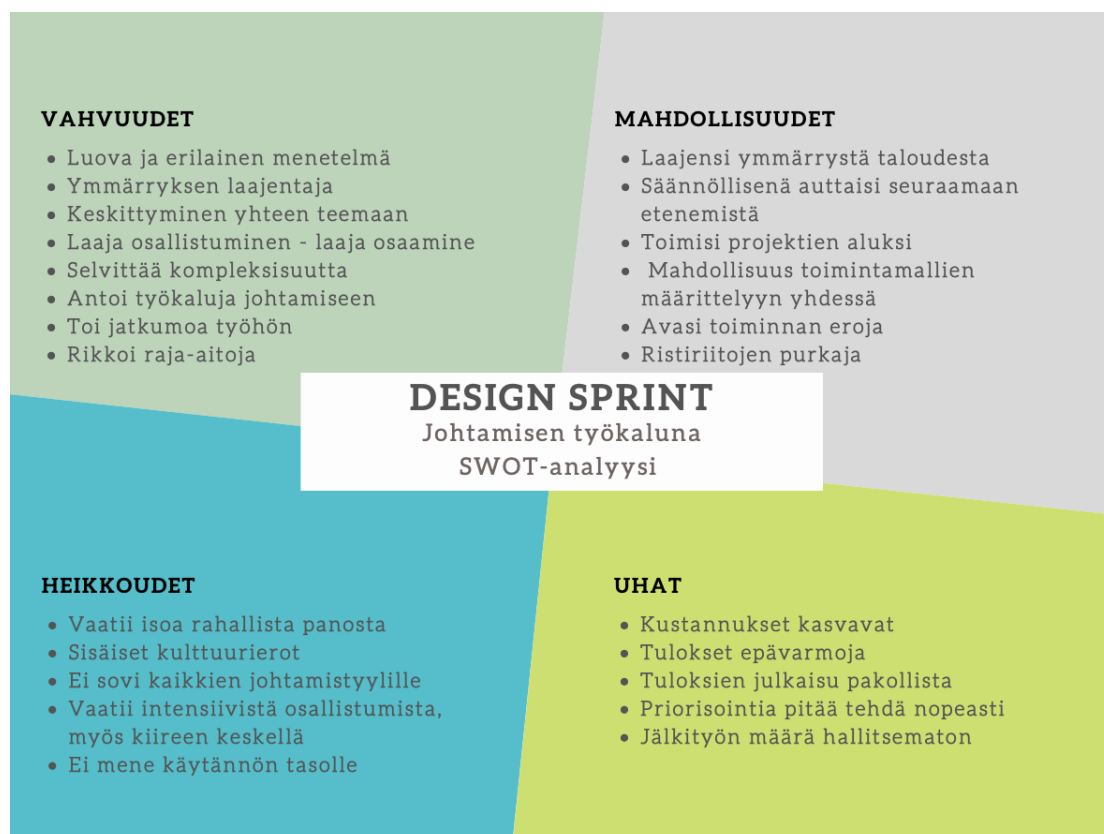 VAHVUUDET
• Luova ja erilainen menetelmä
• Ymmärryksen laajentaja
• Keskittyminen yhteen teemaan
• Laaja osallistuminen - laaja osaamine
• Selvittää kompleksisuutta
• Antoi työkaluja johtamiseen
• Toi jatkumoa työhön
• Rikkoi raja-aitoja
MAHDOLLISUUDET
• Laajensi ymmärrystä taloudesta
• Säännöllisenä auttaisi seuraamaan
etenemistä
• Toimisi projektien aluksi
• Mahdollisuus toimintamallien
määrittelyyn yhdessä
• Avasi toiminnan eroja
• Ristiriitojen purkaja
DESIGN SPRINT
Johtamisen työkaluna
SWOT-analyysi
HEIKKOUDET
• Vaatii isoa rahallista panosta
• Sisäiset kulttuurierot
• Ei sovi kaikkien johtamistyylille
• Vaatii intensiivistä osallistumista,
myös kiireen keskellä
• Ei mene käytännön tasolle
UHAT
• Kustannukset kasvavat
• Tulokset epävarmoja
• Tuloksien julkaisu pakollista
• Priorisointia pitää tehdä nopeasti
• Jälkityön määrä hallitsematon